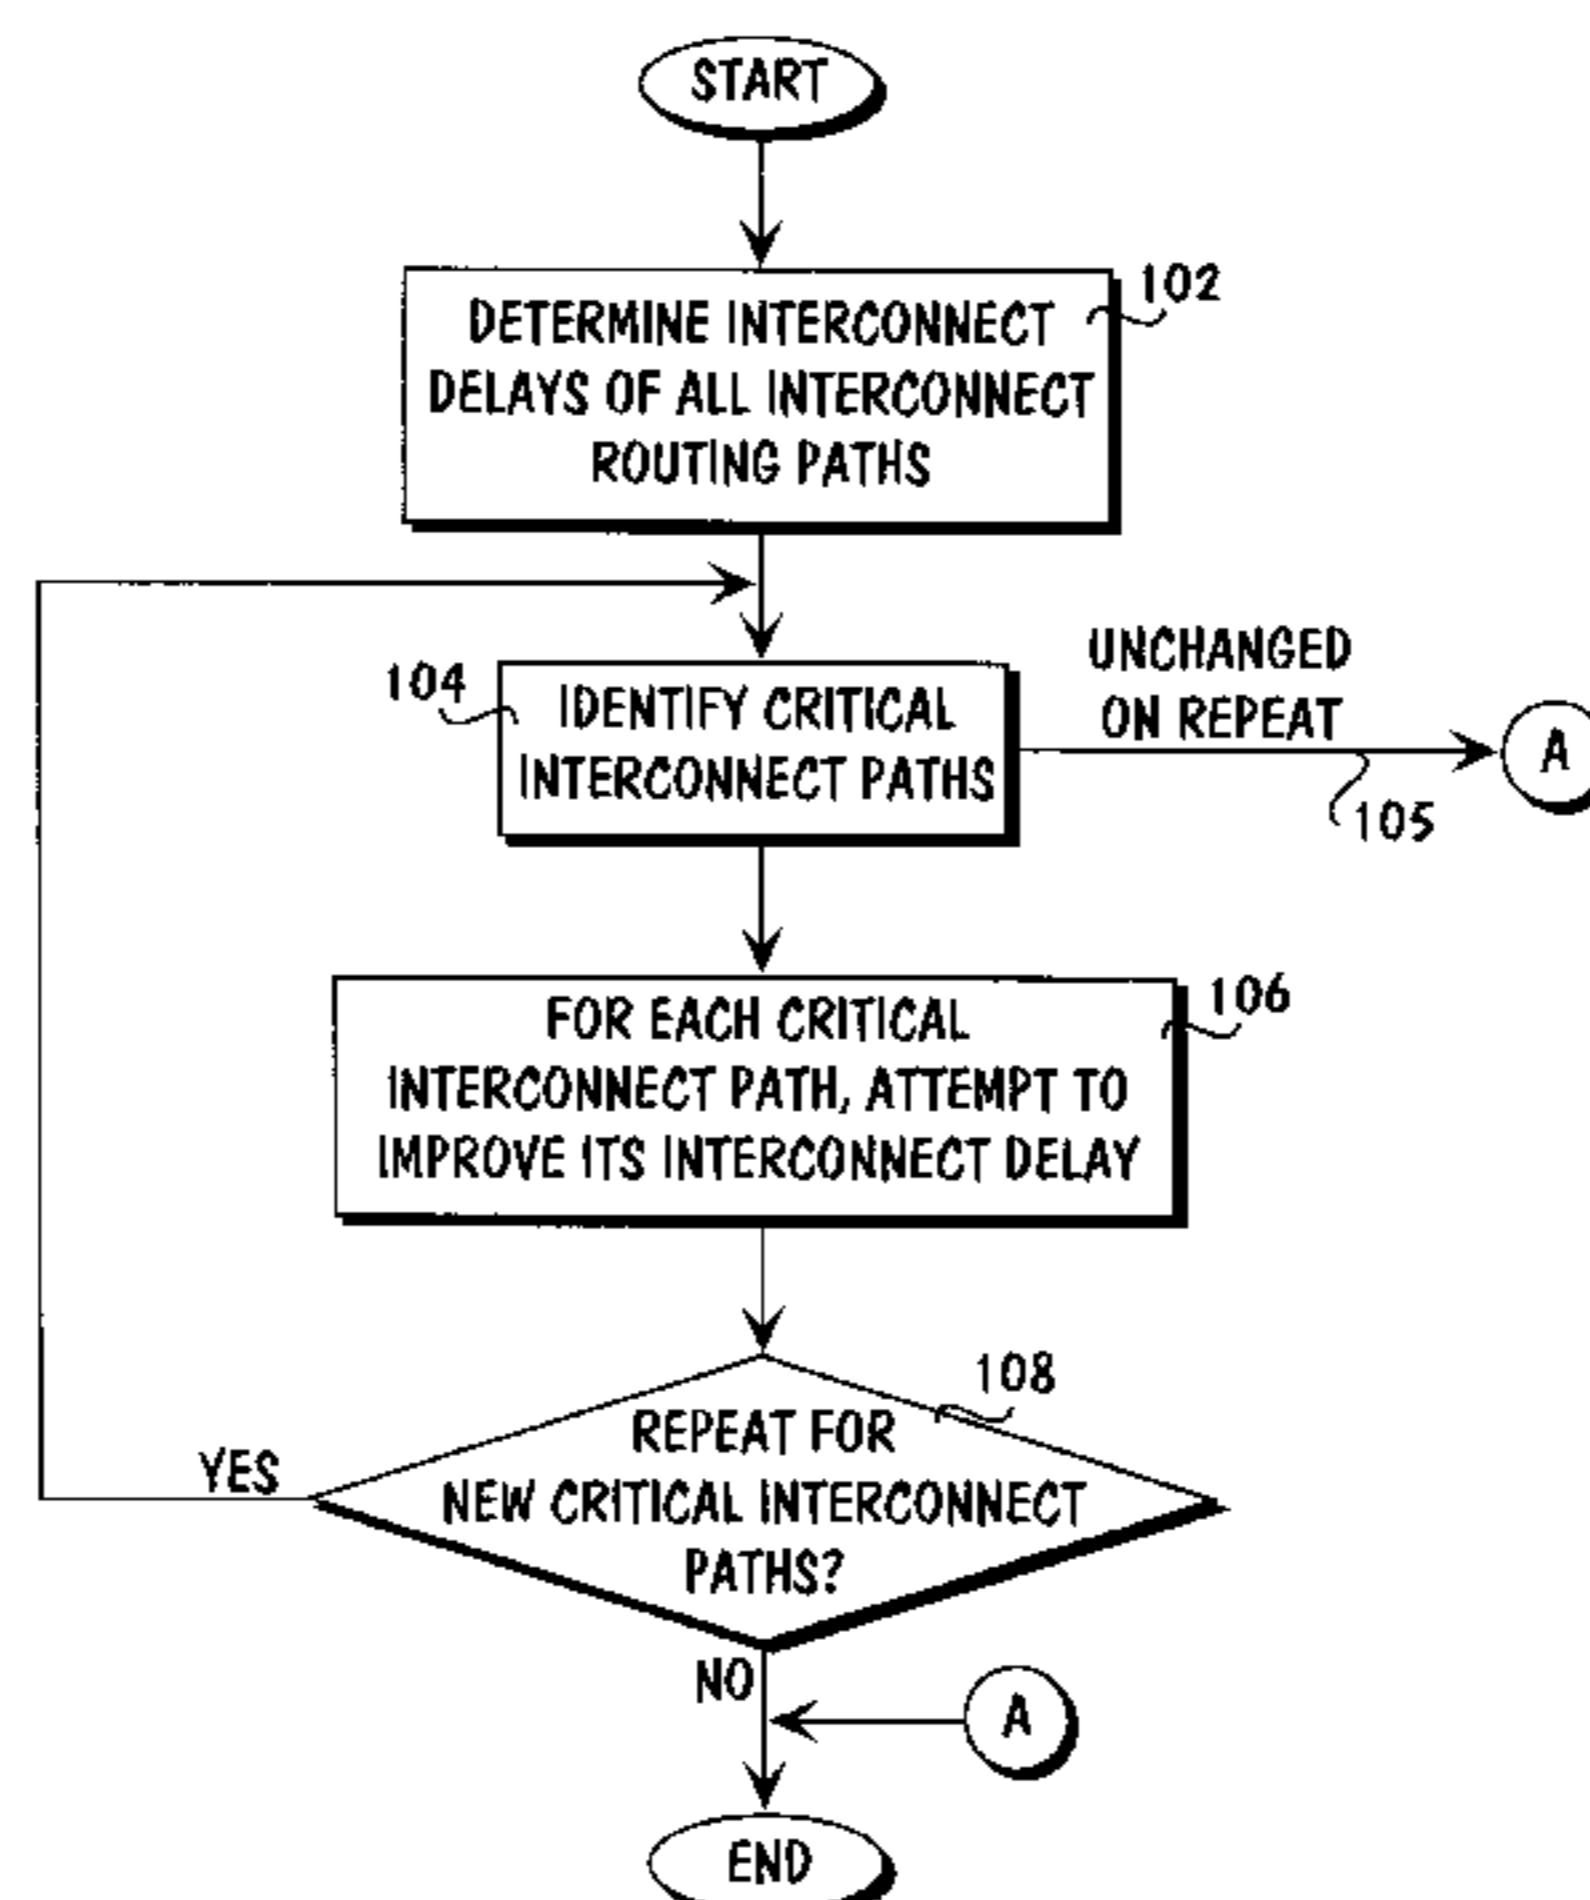 START
102
DETERMINE INTERCONNECT
DELAYS OF ALL INTERCONNECT
ROUTING PATHS
104
IDENTIFY CRITICAL
INTERCONNECT PATHS
UNCHANGED
ON REPEAT
A
105
106
FOR EACH CRITICAL
INTERCONNECT PATH, ATTEMPT TO
IMPROVE ITS INTERCONNECT DELAY
108
REPEAT FOR
NEW CRITICAL INTERCONNECT
PATHS?
YES
NO
A
END